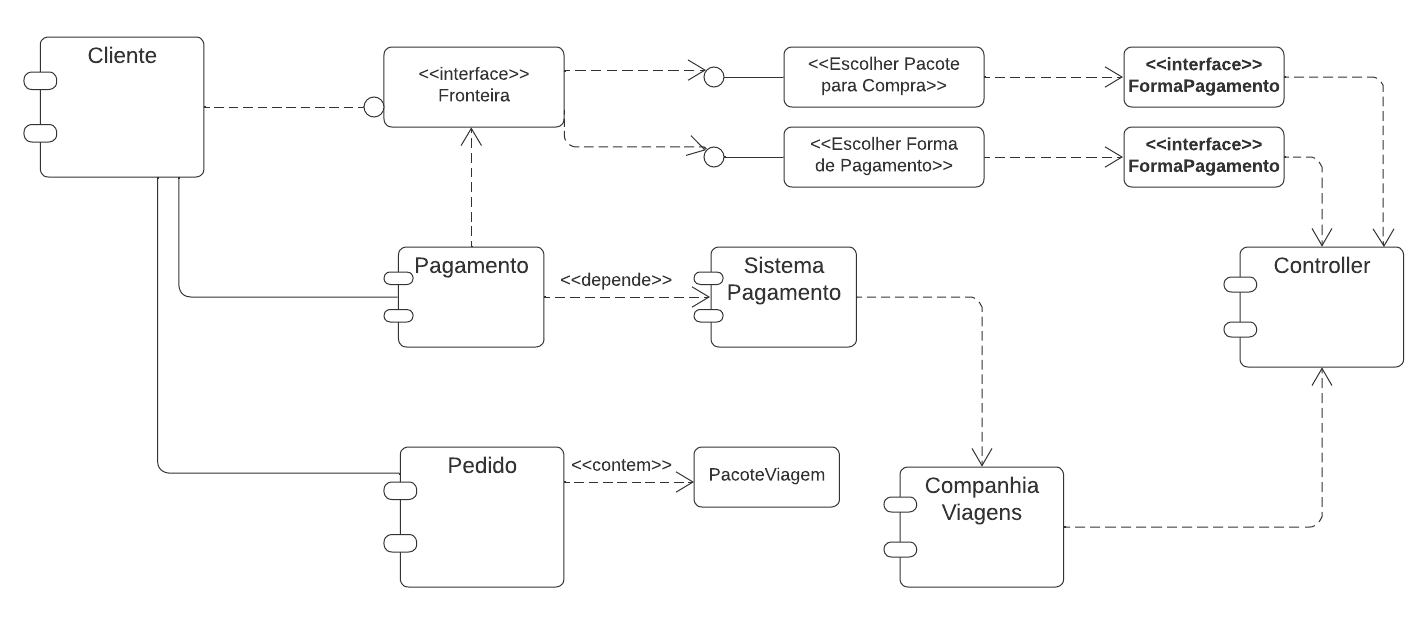 Cliente
<<interface>>
Fronteira
<<Escolher Pacote
para Compra>>
<<interface>>
FormaPagamento
<<Escolher Forma
de Pagamento>>
<<interface>>
FormaPagamento
Pagamento
<<depende>>
Sistema
Pagamento
Controller
Pedido
<<contem>>
PacoteViagem
Companhia
Viagens